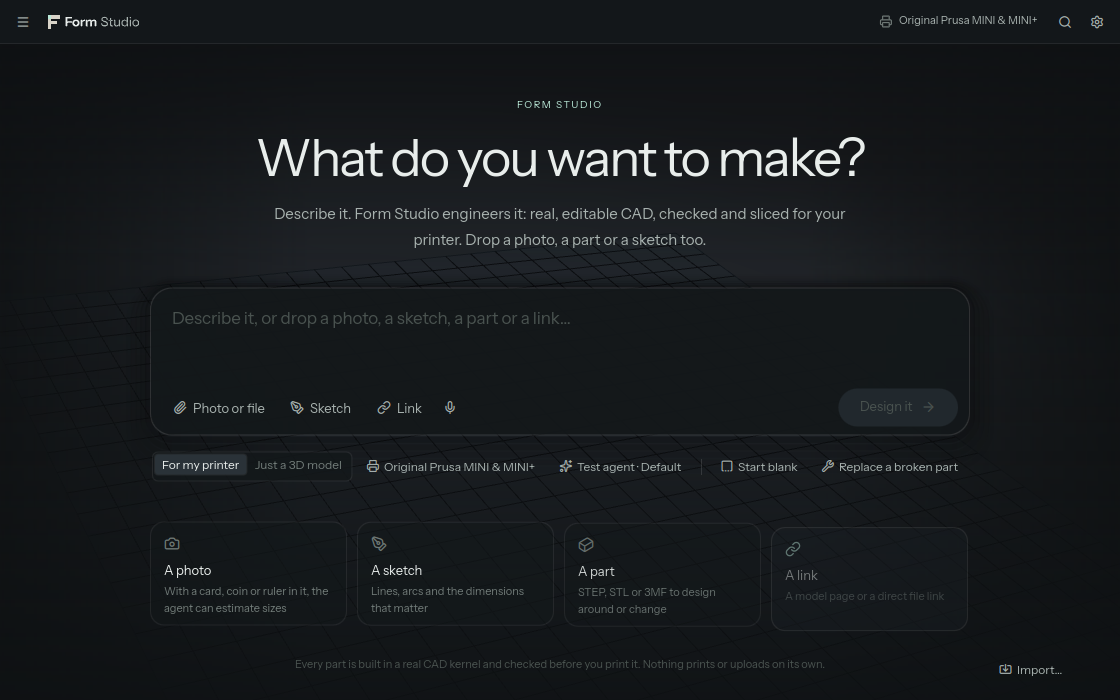 Form Studio
Original Prusa MINI & MINI+
FORM STUDIO
What do you want to make?
Describe it. Form Studio engineers it: real, editable CAD, checked and sliced for your
printer. Drop a photo, a part or a sketch too.
Describe it, or drop a photo, a sketch, a part or a link...
Photo or file
Sketch
Link
Design it
For my printer
Just a 3D model
Original Prusa MINI & MINI+
Test agent · Default
Start blank
Replace a broken part
A photo
With a card, coin or ruler in it, the
agent can estimate sizes
A sketch
Lines, arcs and the dimensions
that matter
A part
STEP, STL or 3MF to design
around or change
A link
A model page or a direct file link
Every part is built in a real CAD kernel and checked before you print it. Nothing prints or uploads on its own.
Import...